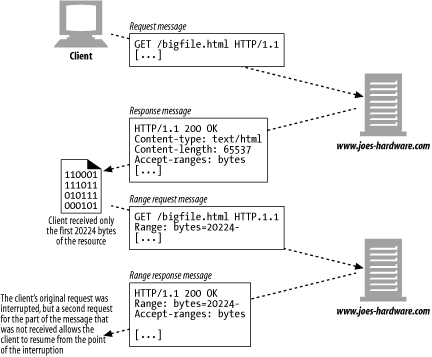 Request message
GET /bigfile.html HTTP/1.1
[...]
Client
www.joes-hardware.com
Response message
HTTP/1.1 200 OK
Content-type: text/html
Content-length: 65537
Accept-ranges: bytes
[...]
110001
111011
010111
000101
Client received only
the first 20224 bytes
of the resource
Range request message
GET /bigfile.html HTTP.1.1
Range: bytes=20224-
[...]
www.joes-hardware.com
Range response message
HTTP/1.1 200 OK
Range: bytes=20224-
Accept-ranges: bytes
[...]
The client's original request was
interrupted, but a second request
for the part of the message that
was not received allows the
client to resume from the point
of the interruption